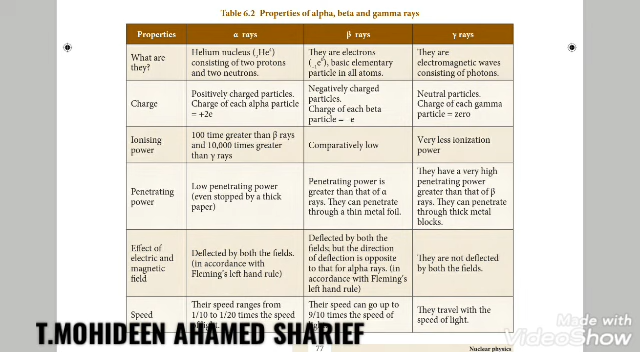 Table 6.2 Properties of alpha, beta and gamma rays
Properties
α rays
β rays
γ rays
What are
they?
Helium nucleus (₂He⁴)
consisting of two protons
and two neutrons.
They are electrons
(₋₁e⁰), basic elementary
particle in all atoms.
They are
electromagnetic waves
consisting of photons.
Charge
Positively charged particles.
Charge of each alpha particle
= +2e
Negatively charged
particles.
Charge of each beta
particle = e
Neutral particles.
Charge of each gamma
particle = zero
Ionising
power
100 time greater than β rays
and 10,000 times greater
than γ rays
Comparatively low
Very less ionization
power
Penetrating
power
Low penetrating power
(even stopped by a thick
paper)
Penetrating power is
greater than that of α
rays. They can penetrate
through a thin metal foil.
They have a very high
penetrating power
greater than that of β
rays. They can penetrate
through thick metal
blocks.
Effect of
electric and
magnetic
field
Deflected by both the fields.
(in accordance with
Fleming's left hand rule)
Deflected by both the
fields; but the direction
of deflection is opposite
to that for alpha rays. (in
accordance with Fleming's
left hand rule)
They are not deflected
by both the fields.
Speed
Their speed ranges from
1/10 to 1/20 times the speed
of light.
Their speed can go up to
9/10 times the speed of
light.
They travel with the
speed of light.
T.MOHIDEEN AHAMED SHARIEF
77
Nuclear physics
Made with
VideoShow